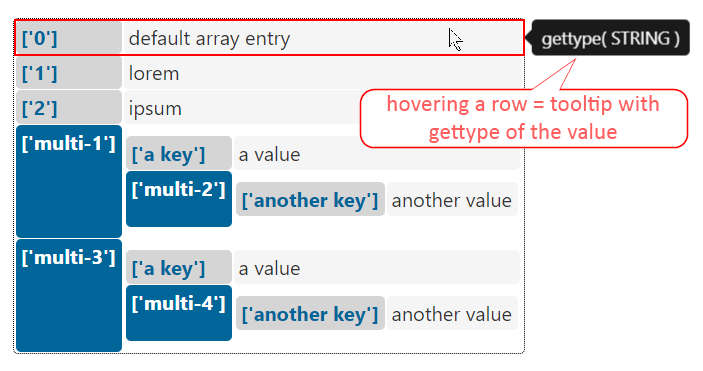 ['0'] default array entry
gettype( STRING )
['1'] lorem
['2'] ipsum
hovering a row = tooltip with
gettype of the value
['multi-1']
['a key'] a value
['multi-2']
['another key'] another value
['multi-3']
['a key'] a value
['multi-4']
['another key'] another value